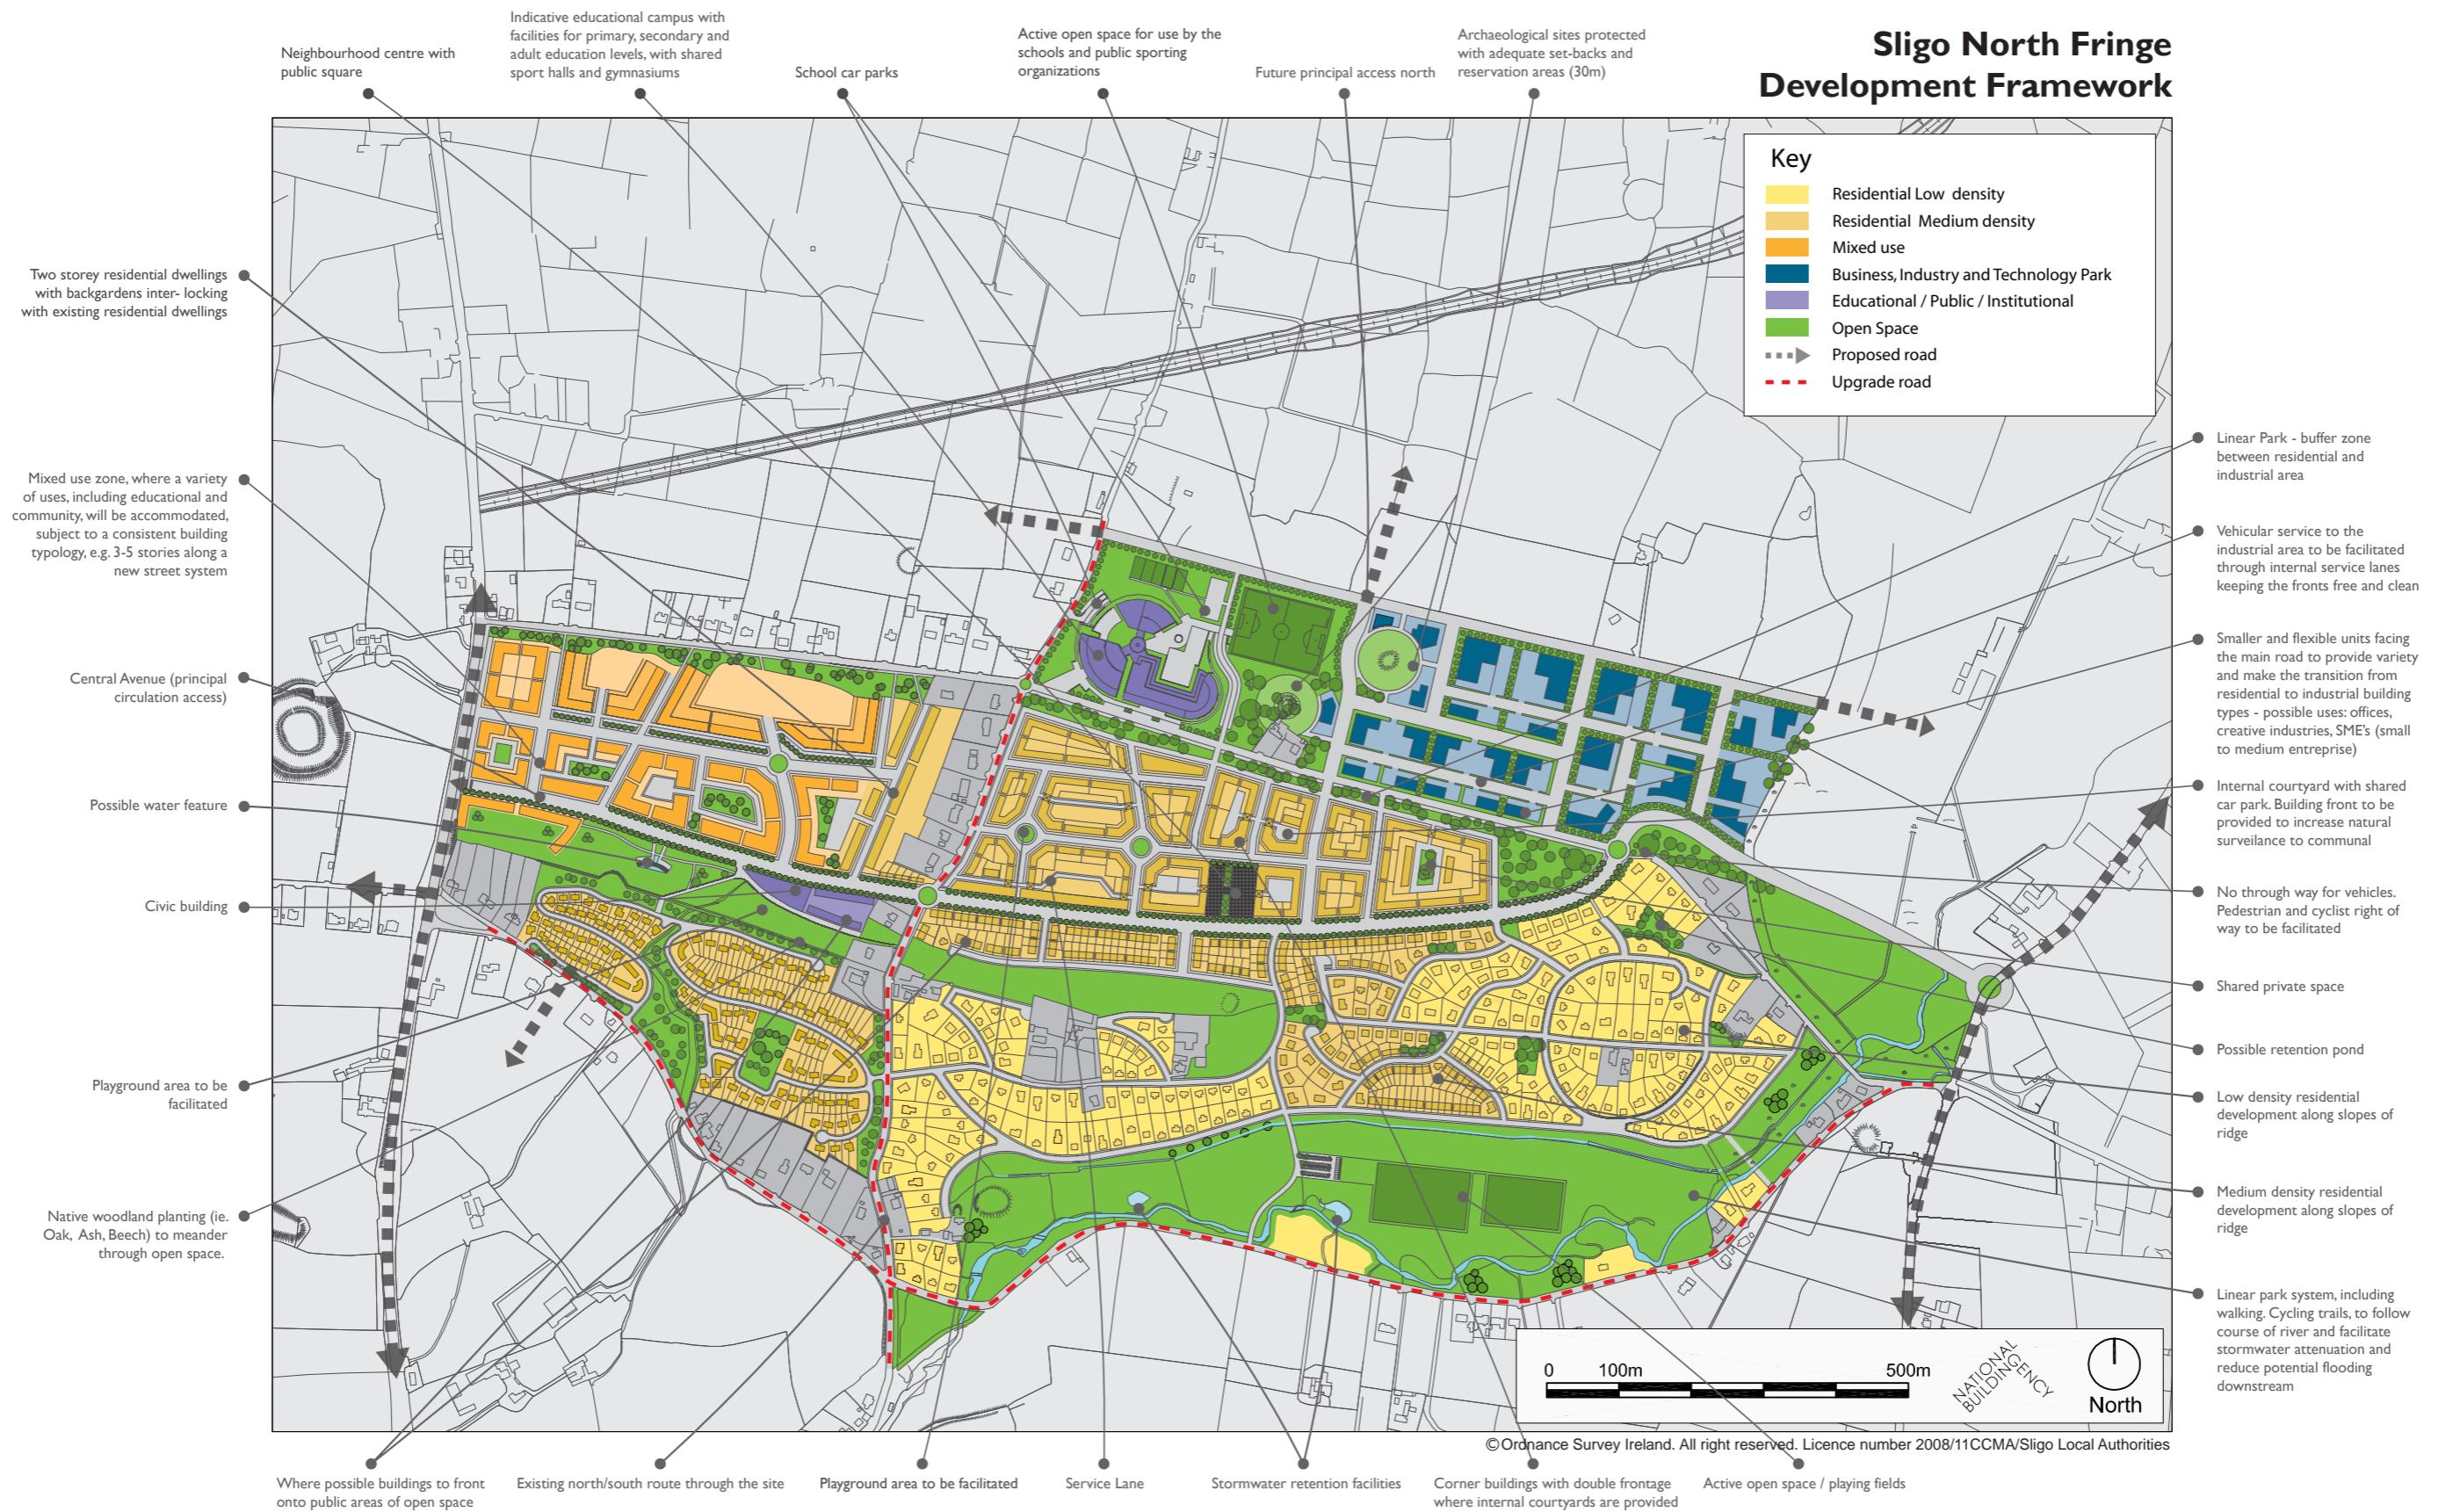 Sligo North Fringe
Development Framework
Neighbourhood centre with
public square
Indicative educational campus with
facilities for primary, secondary and
adult education levels, with shared
sport halls and gymnasiums
School car parks
Active open space for use by the
schools and public sporting
organizations
Future principal access north
Archaeological sites protected
with adequate set-backs and
reservation areas (30m)
Key
Residential Low density
Residential Medium density
Mixed use
Business, Industry and Technology Park
Educational / Public / Institutional
Open Space
Proposed road
Upgrade road
Two storey residential dwellings
with backgardens inter- locking
with existing residential dwellings
Mixed use zone, where a variety
of uses, including educational and
community, will be accommodated,
subject to a consistent building
typology, e.g. 3-5 stories along a
new street system
Central Avenue (principal
circulation access)
Possible water feature
Civic building
Playground area to be
facilitated
Native woodland planting (ie.
Oak, Ash, Beech) to meander
through open space.
Linear Park - buffer zone
between residential and
industrial area
Vehicular service to the
industrial area to be facilitated
through internal service lanes
keeping the fronts free and clean
Smaller and flexible units facing
the main road to provide variety
and make the transition from
residential to industrial building
types - possible uses: offices,
creative industries, SME's (small
to medium entreprise)
Internal courtyard with shared
car park. Building front to be
provided to increase natural
surveilance to communal
No through way for vehicles.
Pedestrian and cyclist right of
way to be facilitated
Shared private space
Possible retention pond
Low density residential
development along slopes of
ridge
Medium density residential
development along slopes of
ridge
Linear park system, including
walking. Cycling trails, to follow
course of river and facilitate
stormwater attenuation and
reduce potential flooding
downstream
0 100m 500m
NATIONAL
BUILDINGENCY
North
©Ordnance Survey Ireland. All right reserved. Licence number 2008/11CCMA/Sligo Local Authorities
Where possible buildings to front
onto public areas of open space
Existing north/south route through the site
Playground area to be facilitated
Service Lane
Stormwater retention facilities
Corner buildings with double frontage
where internal courtyards are provided
Active open space / playing fields